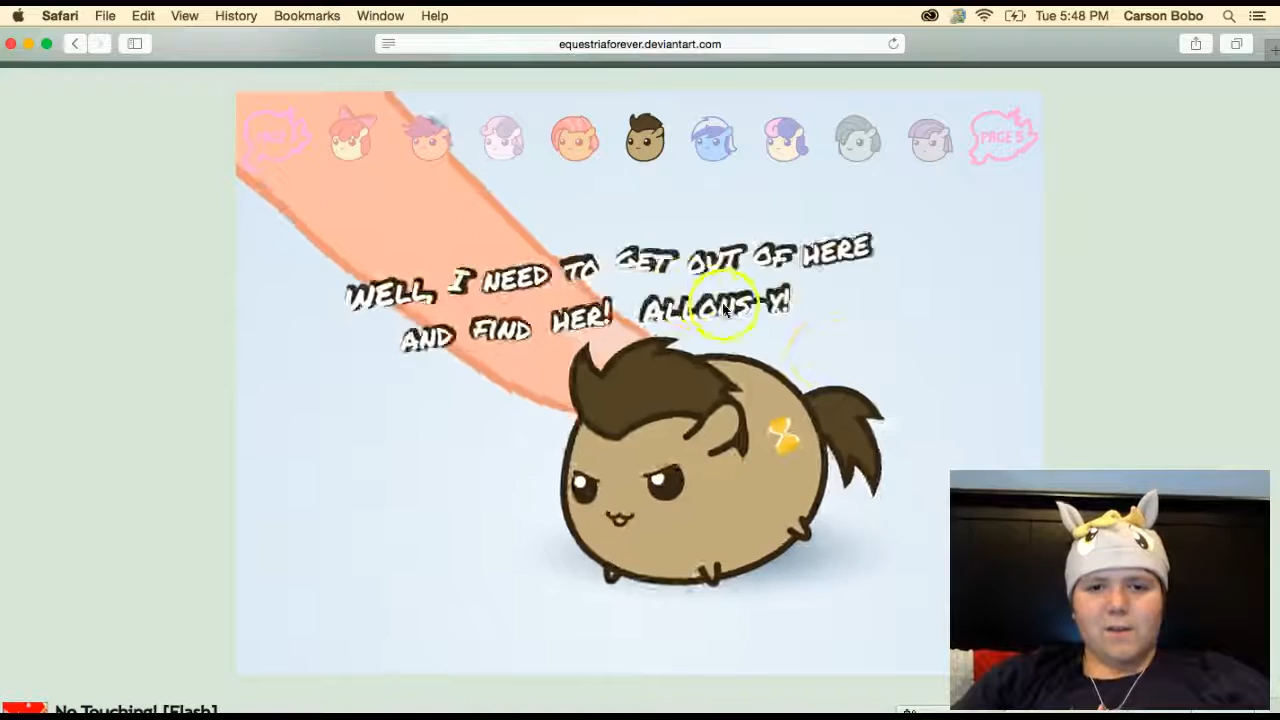 Safari File Edit View History Bookmarks Window Help Tue 5:48 PM Carson Bobo
equestriaforever.deviantart.com
PAGE 5
WELL, I NEED TO GET OUT OF HERE
AND FIND HER! ALLONS-Y!
No Touching! [Flash]